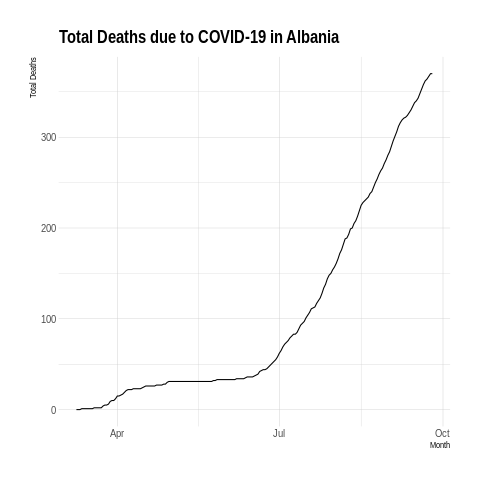 Total Deaths due to COVID-19 in Albania
Total Deaths
300
200
100
0
Apr
Jul
Oct
Month